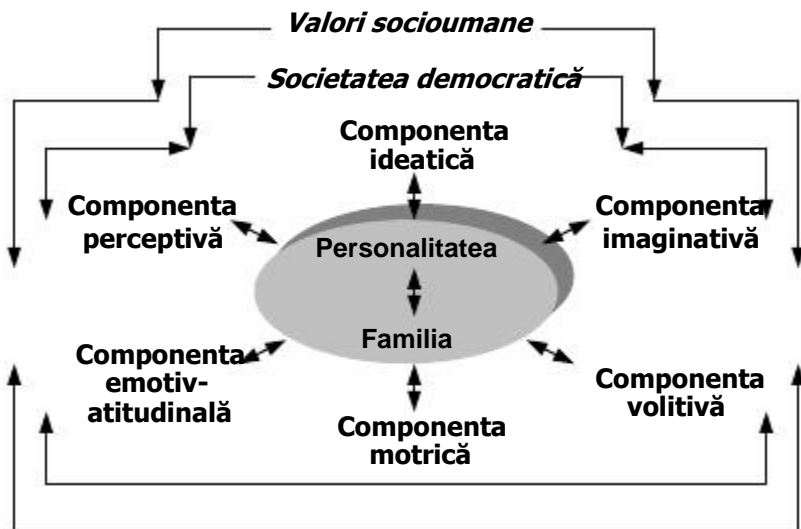 Valori socioumane
Societatea democratică
Componenta
ideatică
Componenta
perceptivă
Componenta
imaginativă
Personalitatea
Familia
Componenta
emotiv-
atitudinală
Componenta
volitivă
Componenta
motrică